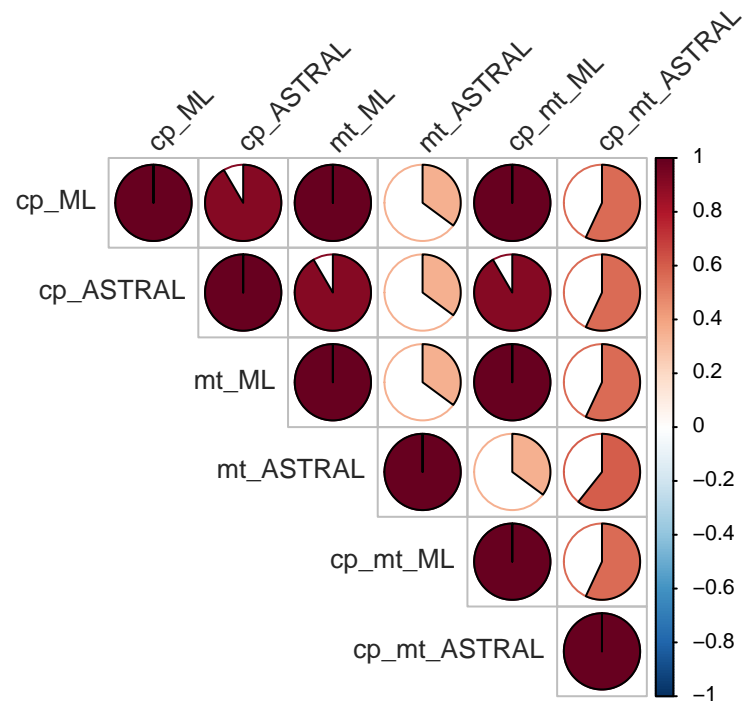 cp_ML
cp_ASTRAL
mt_ML
mt_ASTRAL
cp_mt_ML
cp_mt_ASTRAL
cp_ML
cp_ASTRAL
mt_ML
mt_ASTRAL
cp_mt_ML
cp_mt_ASTRAL
1
0.8
0.6
0.4
0.2
0
−0.2
−0.4
−0.6
−0.8
−1